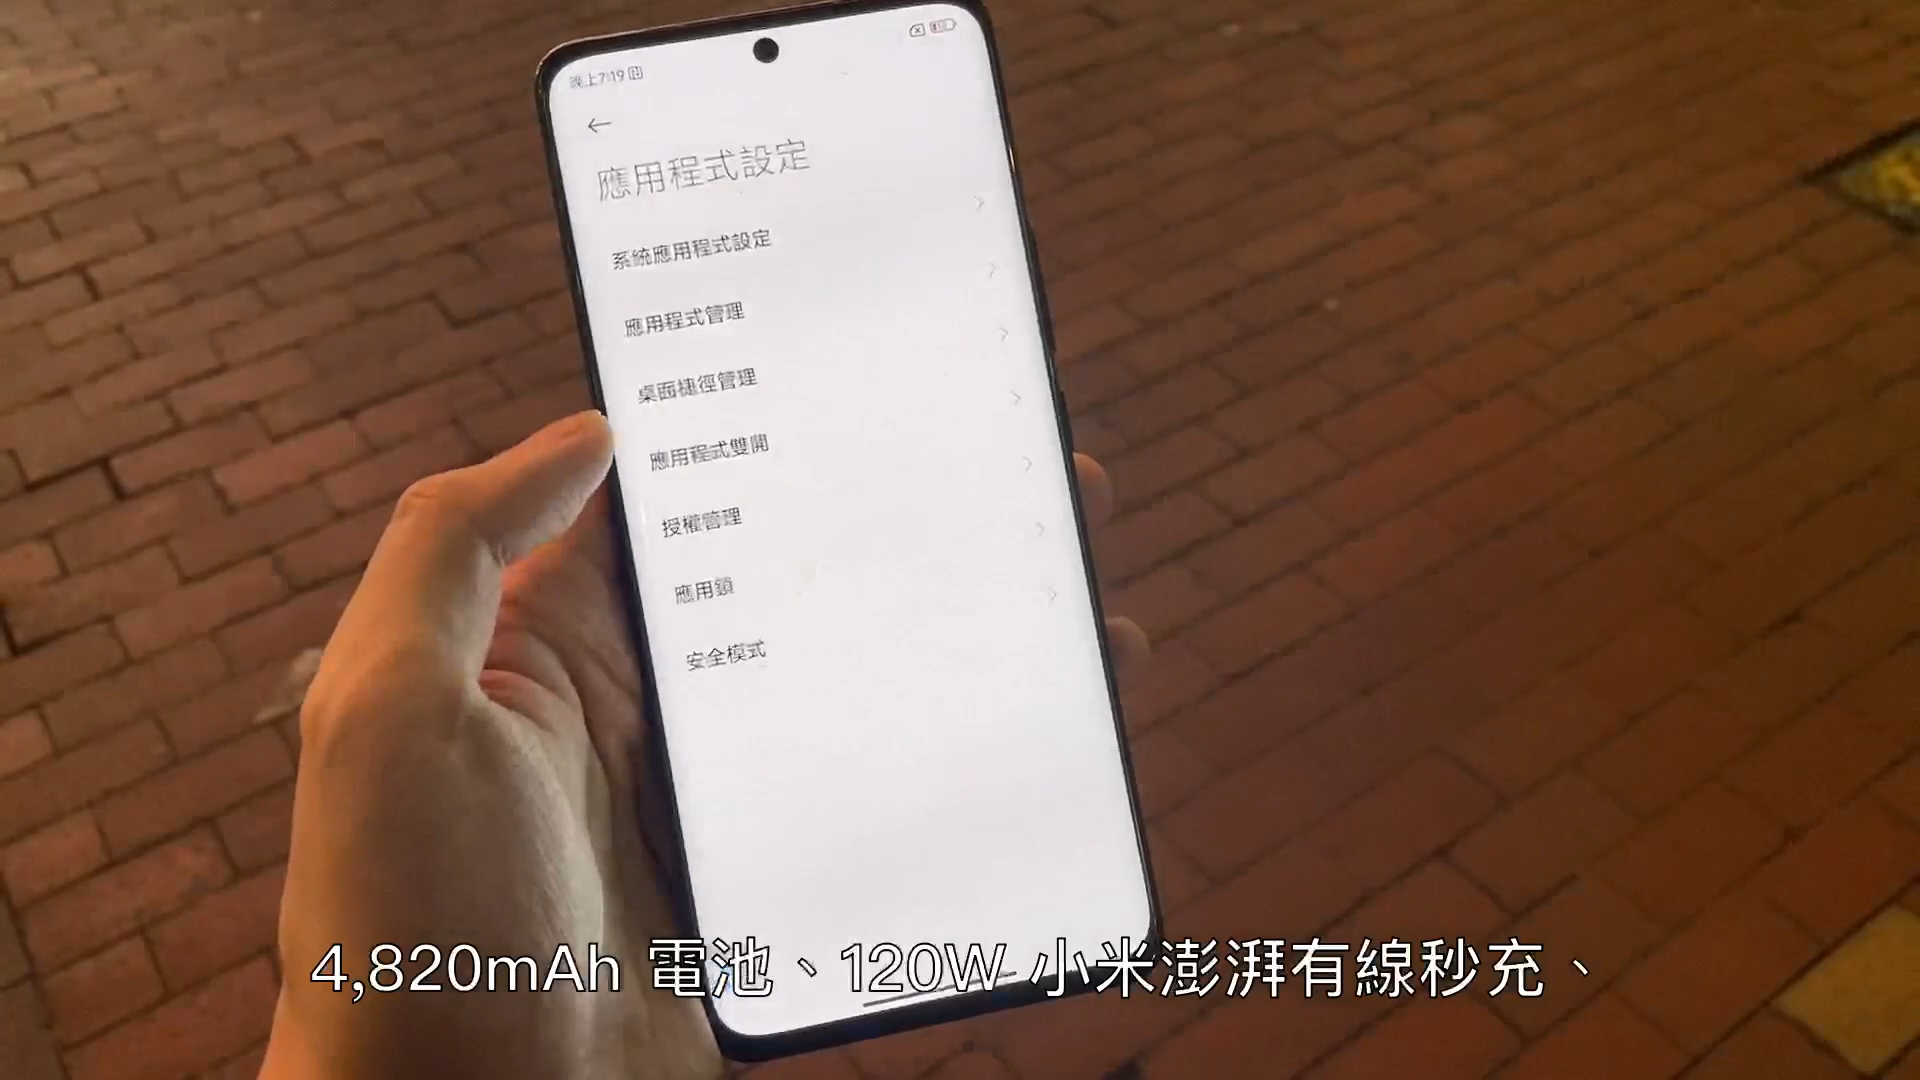 晚上7:19
應用程式設定
系統應用程式設定
應用程式管理
桌面捷徑管理
應用程式雙開
授權管理
應用鎖
安全模式
4,820mAh 電池、120W 小米澎湃有線秒充、